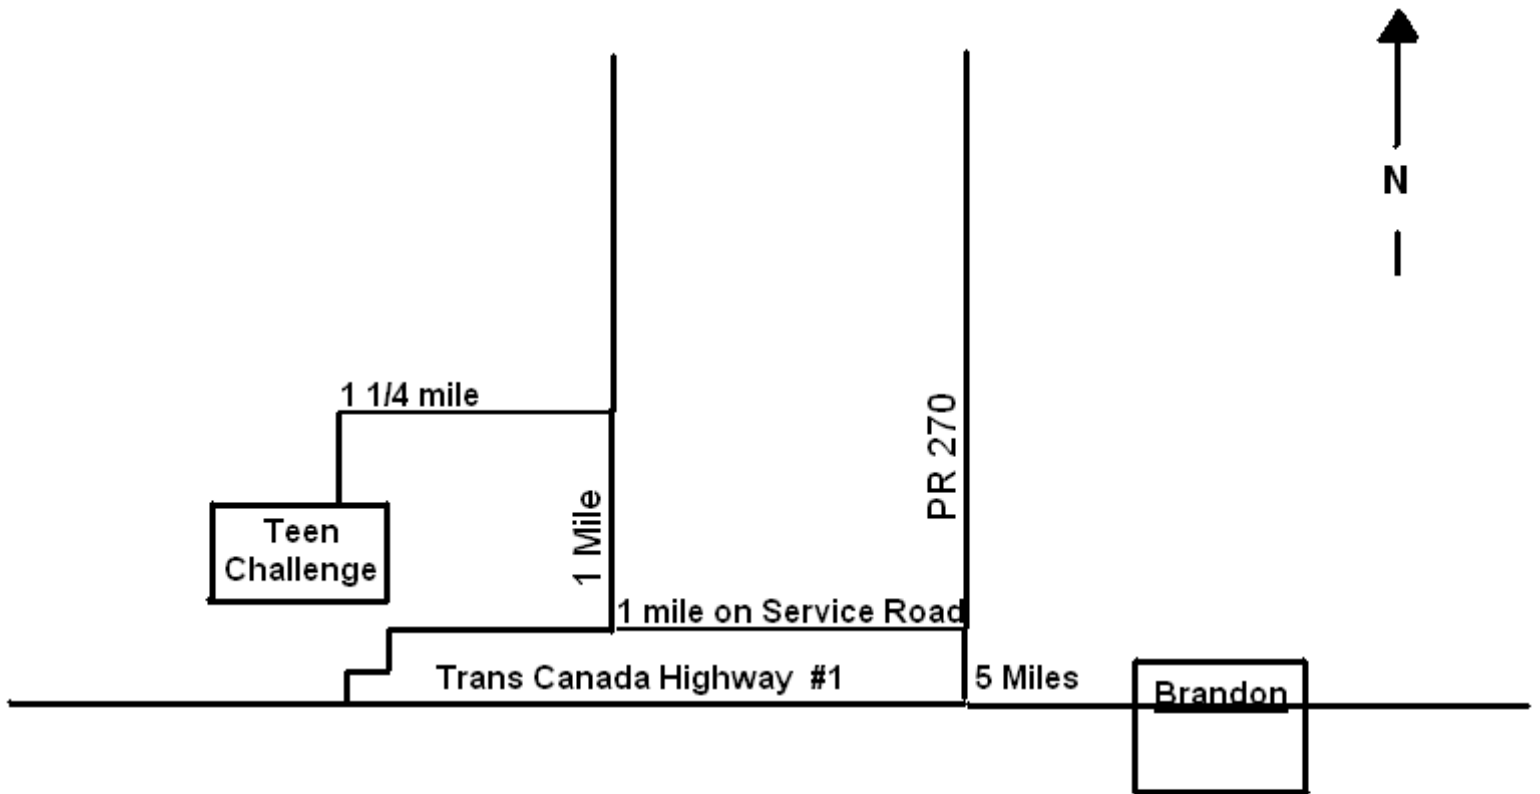 N
1 1/4 mile
PR 270
Teen
Challenge
1 Mile
1 mile on Service Road
Trans Canada Highway #1
5 Miles
Brandon